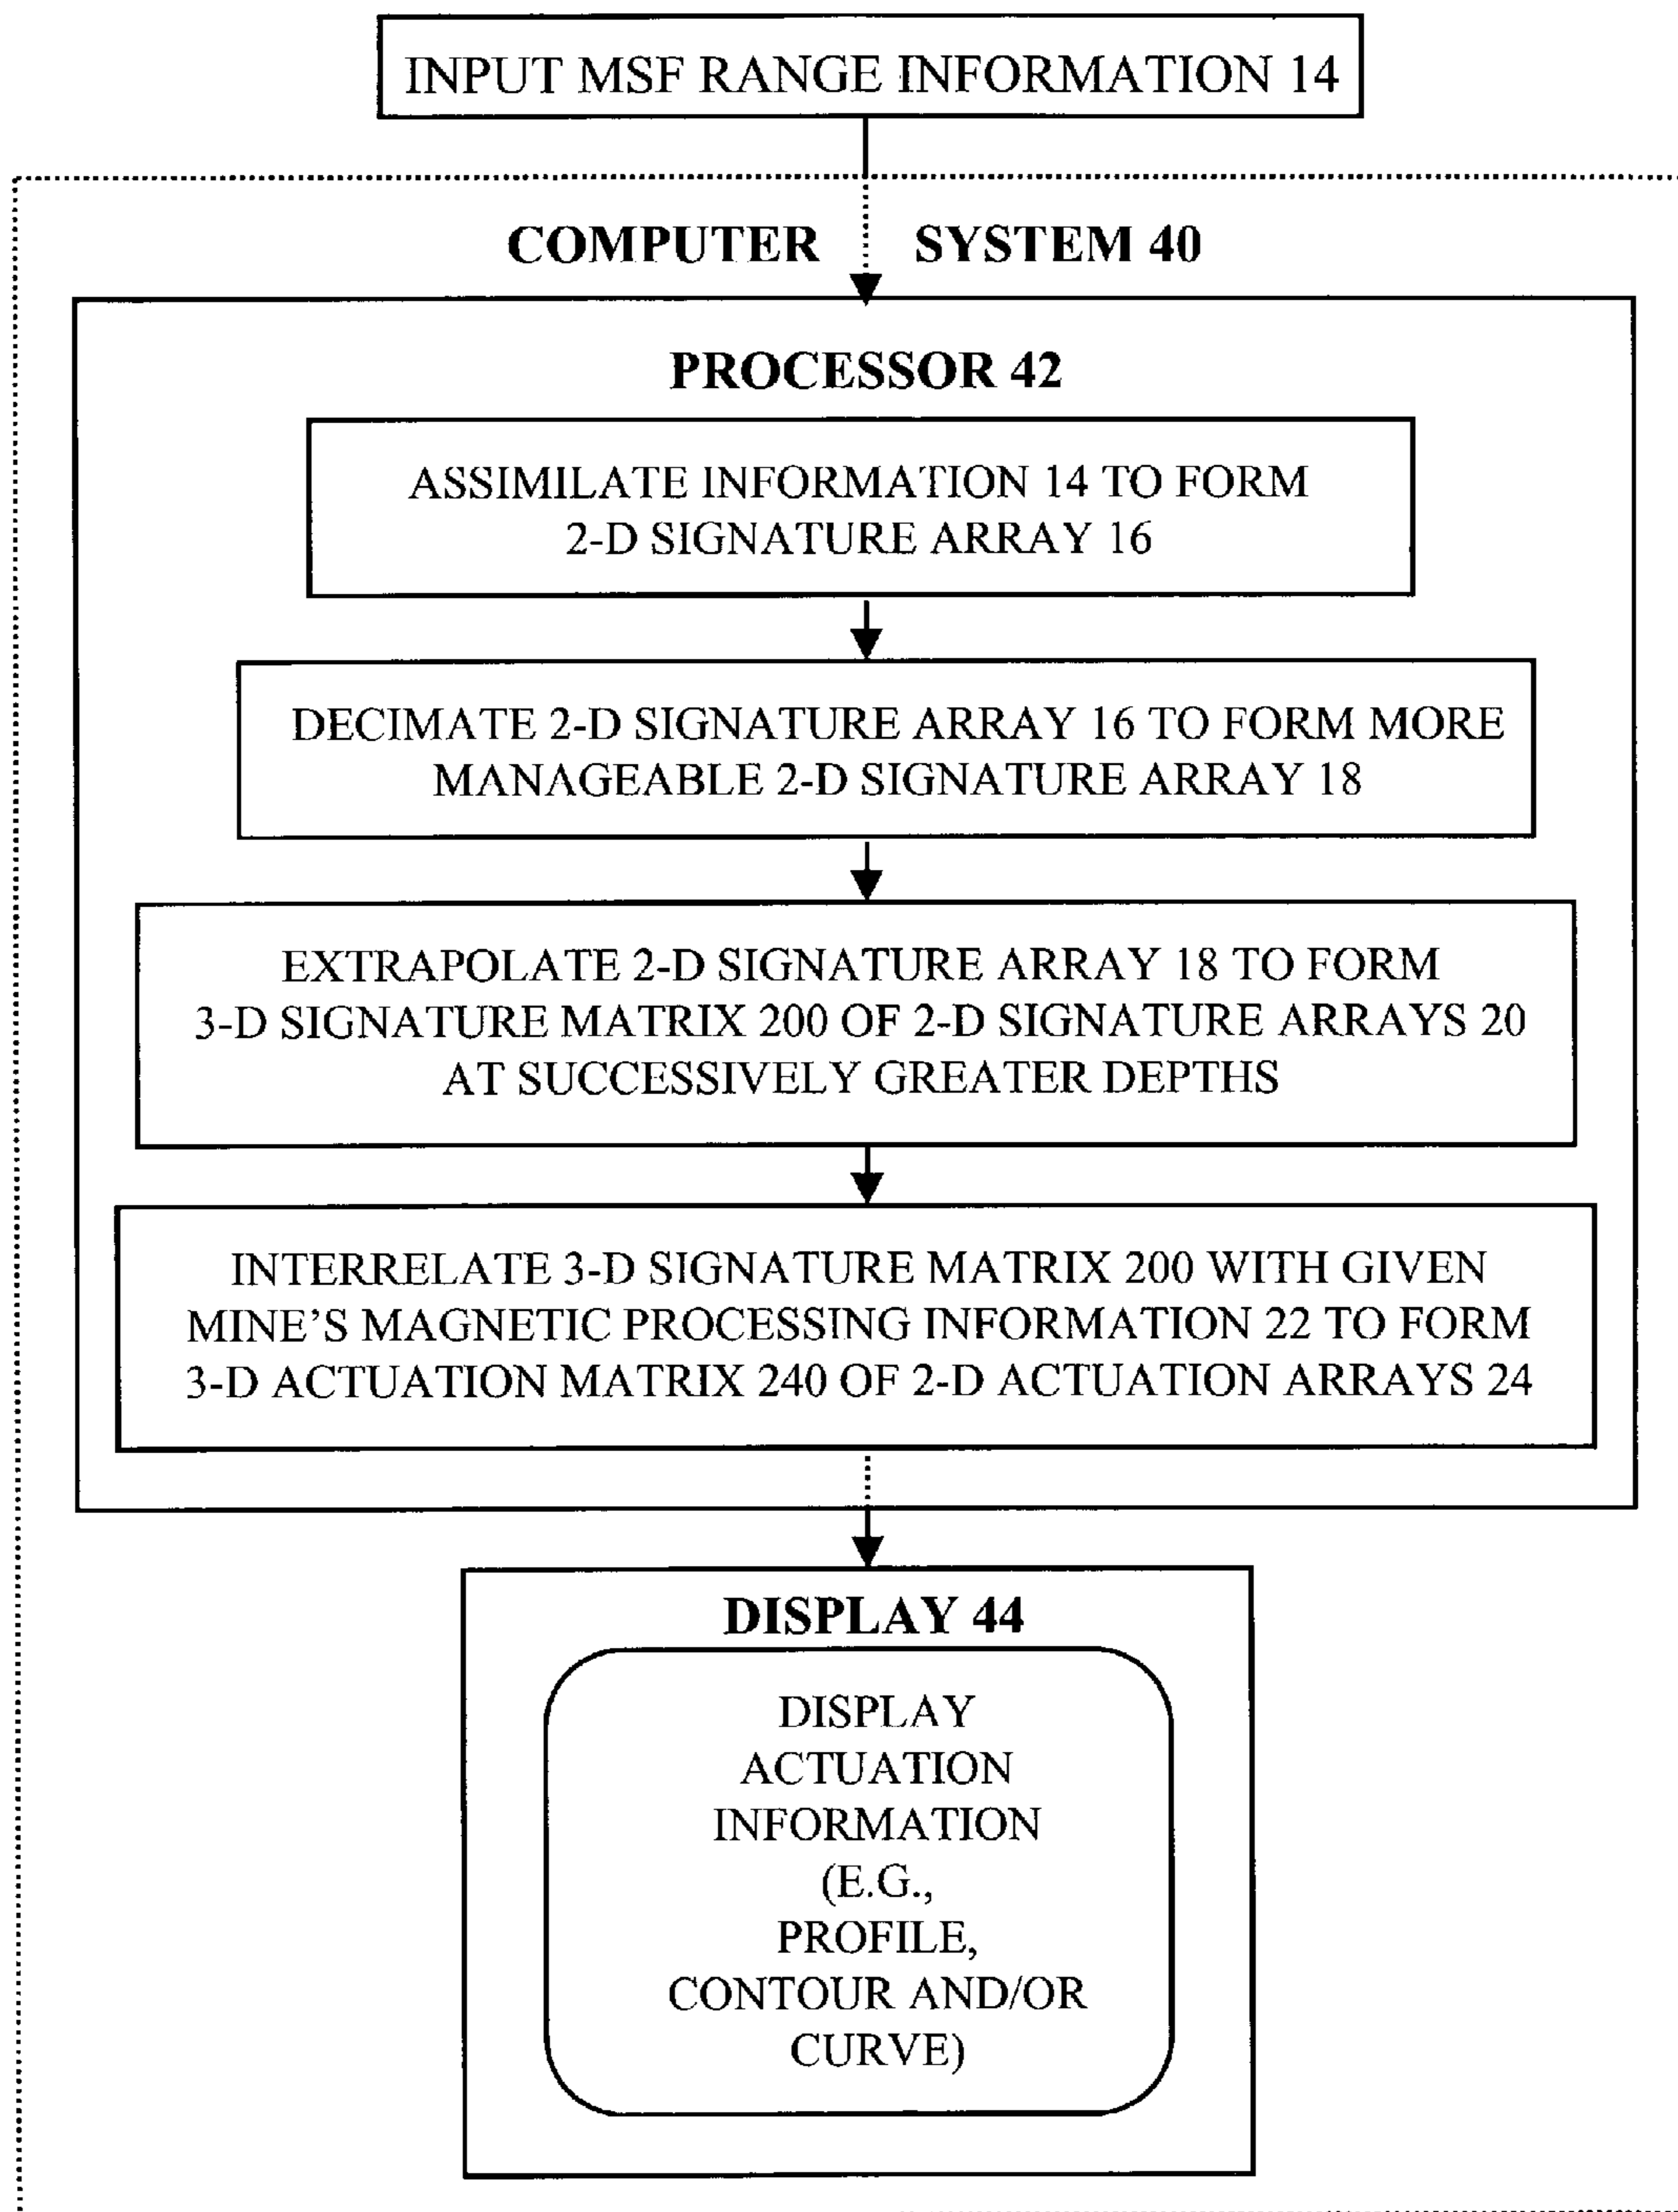 INPUT MSF RANGE INFORMATION 14
COMPUTER SYSTEM 40
PROCESSOR 42
ASSIMILATE INFORMATION 14 TO FORM
2-D SIGNATURE ARRAY 16
DECIMATE 2-D SIGNATURE ARRAY 16 TO FORM MORE
MANAGEABLE 2-D SIGNATURE ARRAY 18
EXTRAPOLATE 2-D SIGNATURE ARRAY 18 TO FORM
3-D SIGNATURE MATRIX 200 OF 2-D SIGNATURE ARRAYS 20
AT SUCCESSIVELY GREATER DEPTHS
INTERRELATE 3-D SIGNATURE MATRIX 200 WITH GIVEN
MINE'S MAGNETIC PROCESSING INFORMATION 22 TO FORM
3-D ACTUATION MATRIX 240 OF 2-D ACTUATION ARRAYS 24
DISPLAY 44
DISPLAY
ACTUATION
INFORMATION
(E.G.,
PROFILE,
CONTOUR AND/OR
CURVE)